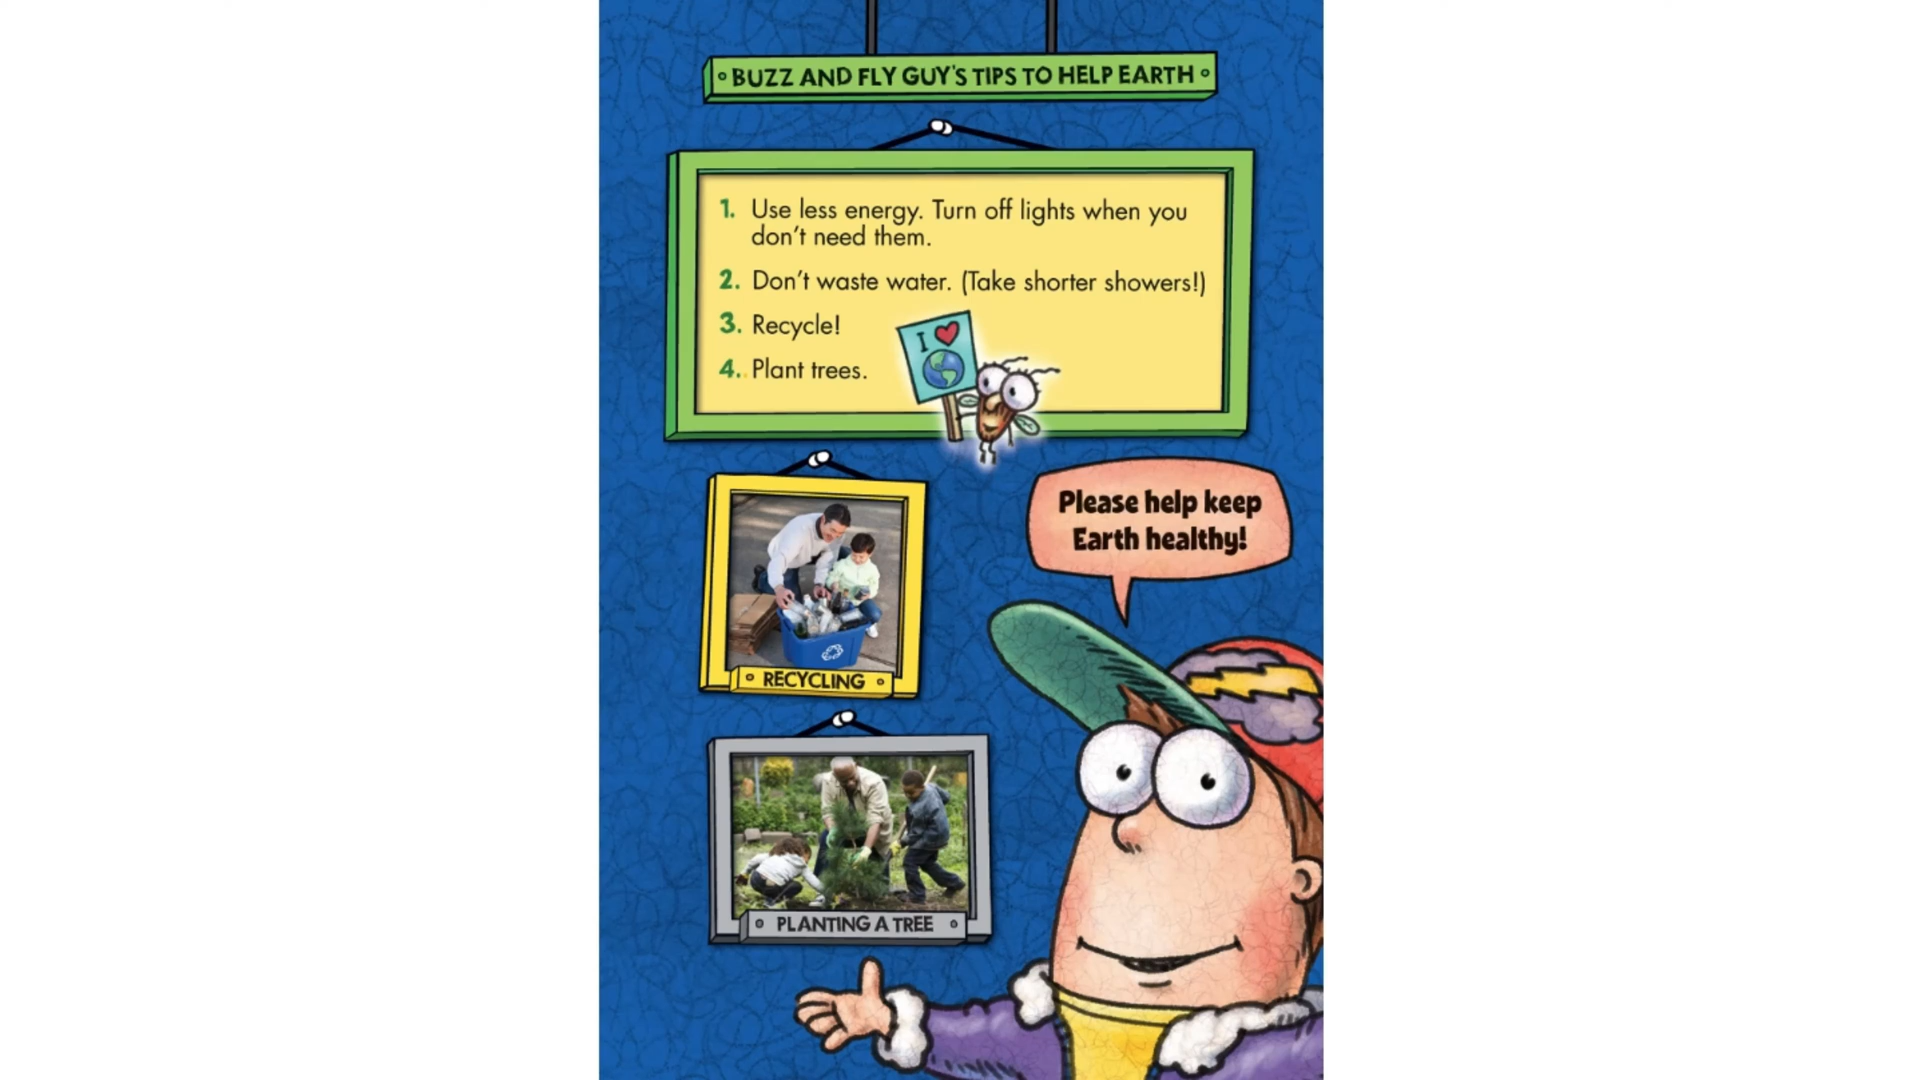 BUZZ AND FLY GUY'S TIPS TO HELP EARTH
1. Use less energy. Turn off lights when you
don't need them.
2. Don't waste water. (Take shorter showers!)
3. Recycle!
4. Plant trees.
I
Please help keep
Earth healthy!
RECYCLING
PLANTING A TREE